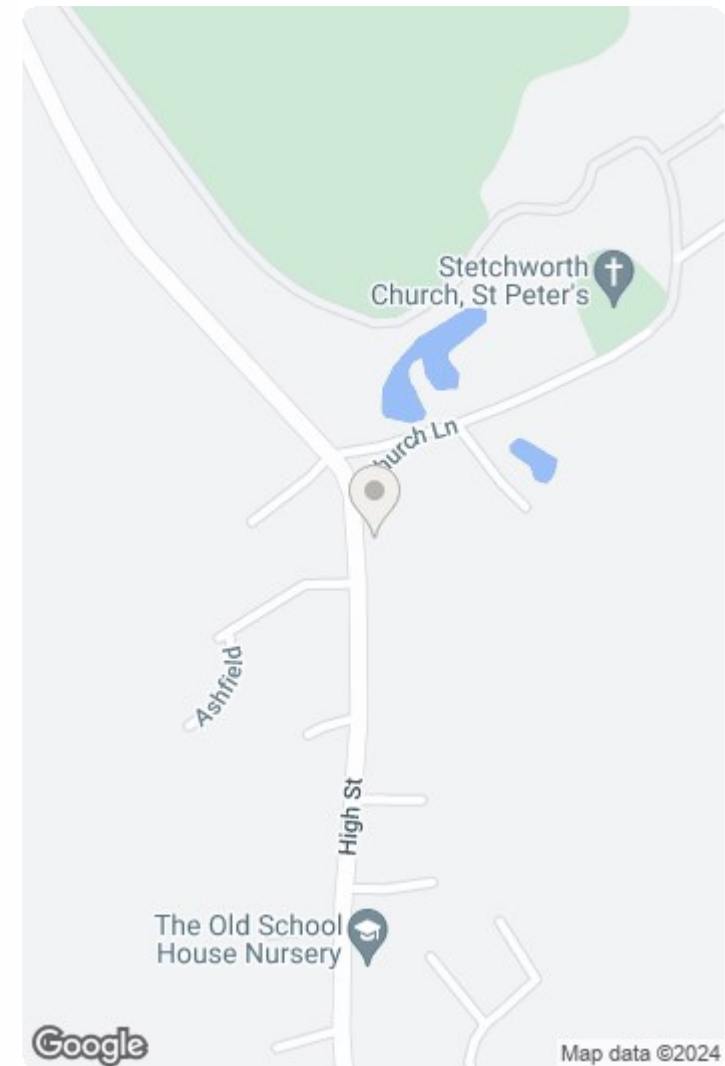 Stetchworth
Church, St Peter's
hurch Ln
Ashfield
High St
The Old School
House Nursery
Google
Map data ©2024